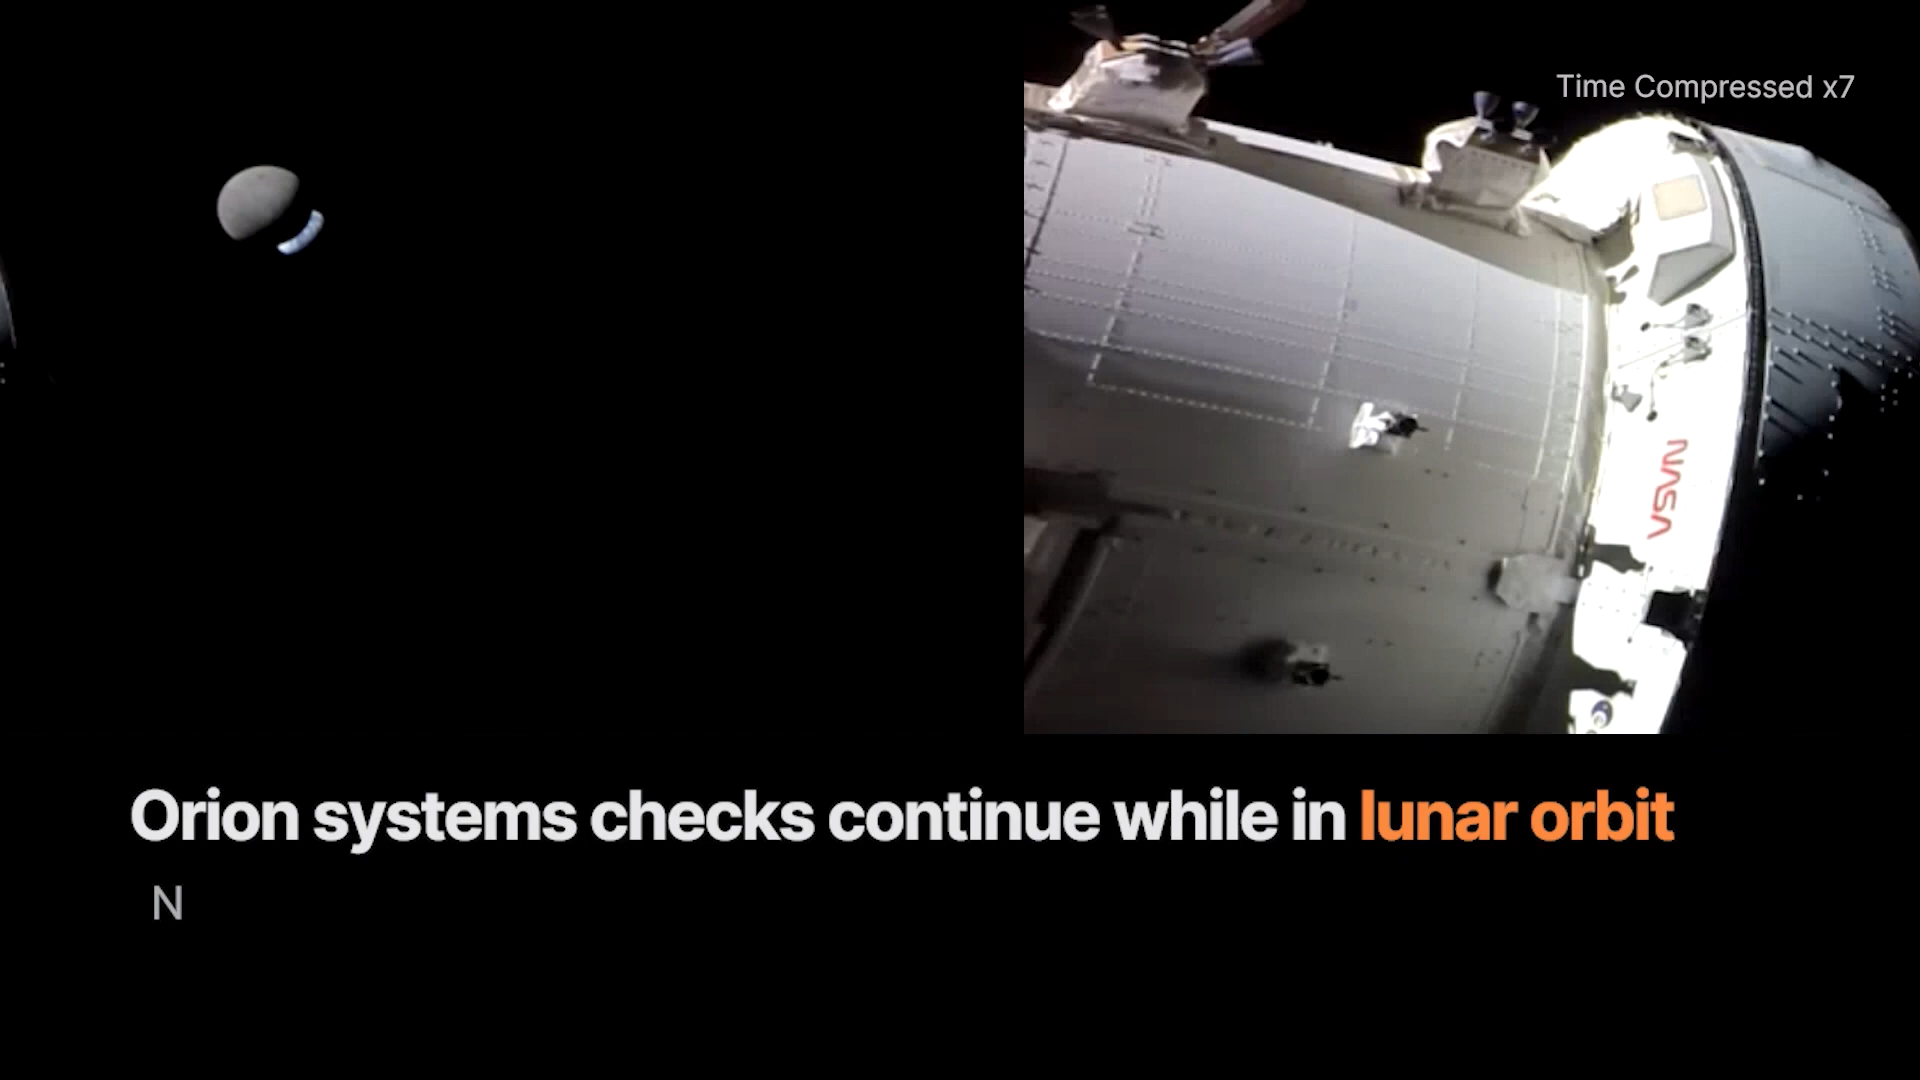 Time Compressed x7
NASA
Orion systems checks continue while in lunar orbit
N